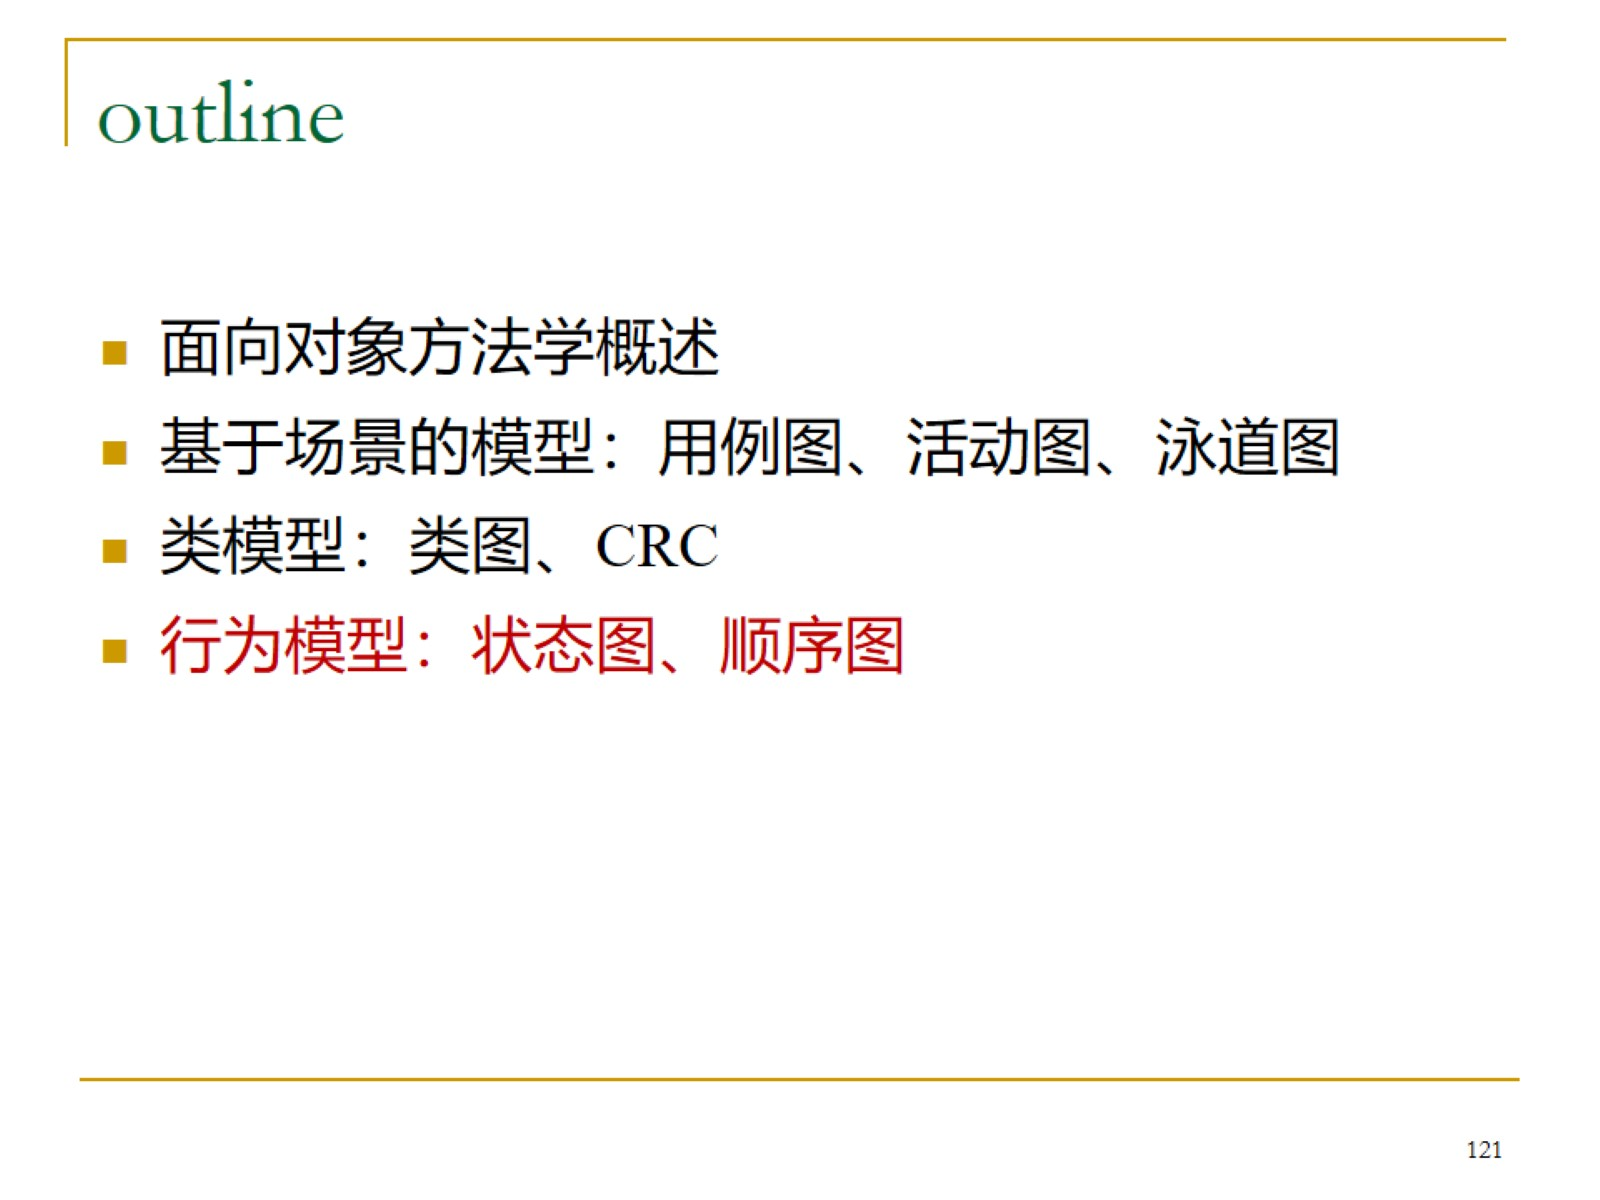 outline
面向对象方法学概述
基于场景的模型：用例图、活动图、泳道图
类模型：类图、CRC
行为模型：状态图、顺序图
121